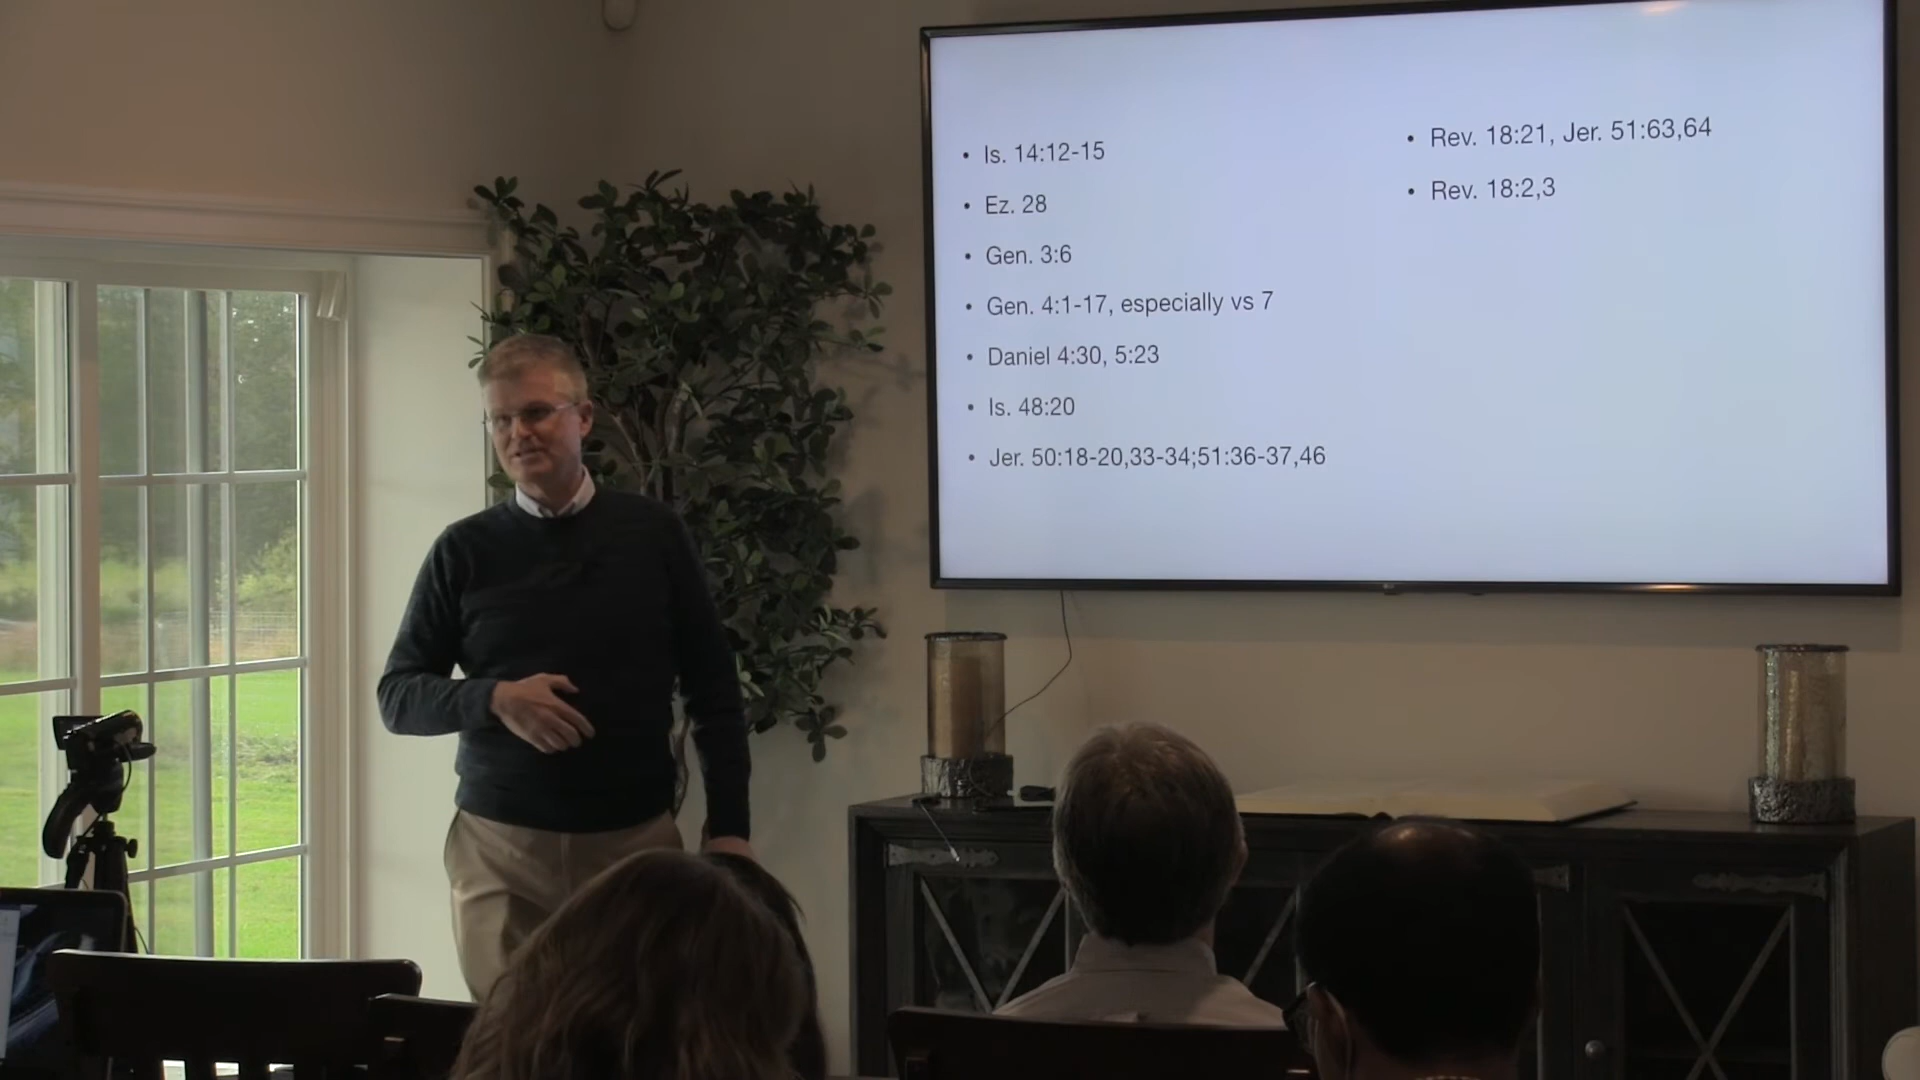 • Is. 14:12-15
• Ez. 28
• Gen. 3:6
• Gen. 4:1-17, especially vs 7
• Daniel 4:30, 5:23
• Is. 48:20
• Jer. 50:18-20,33-34;51:36-37,46
• Rev. 18:21, Jer. 51:63,64
• Rev. 18:2,3